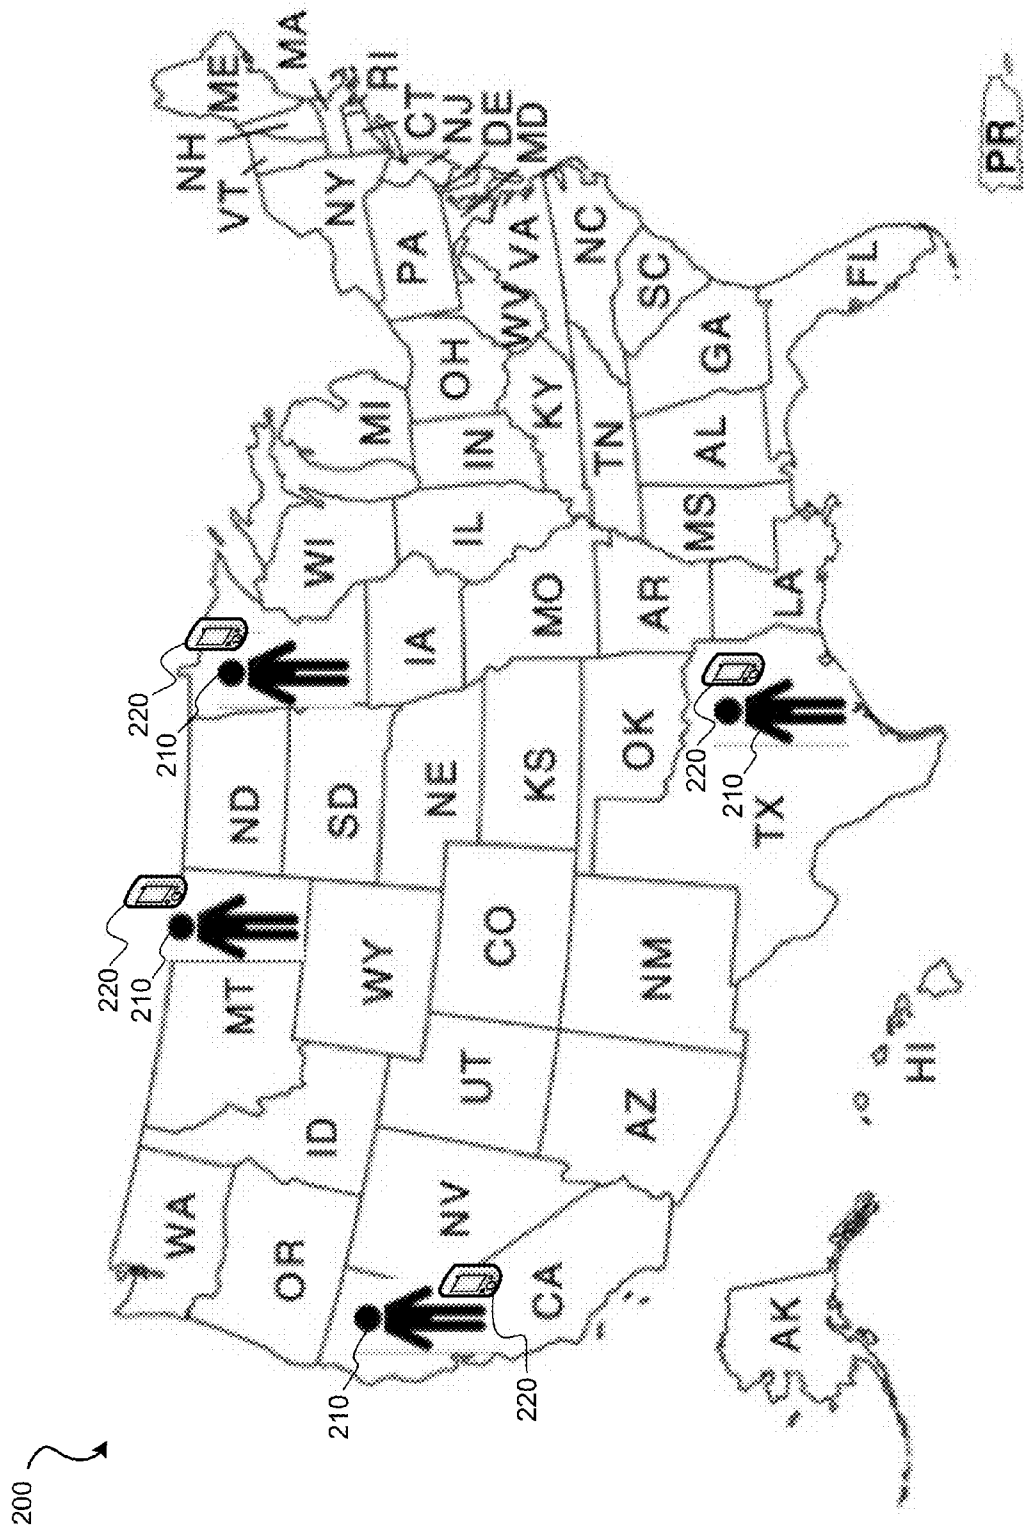 200
WA
OR
CA
NV
ID
MT
WY
UT
AZ
CO
NM
ND
SD
NE
KS
OK
TX
IA
MO
AR
LA
WI
IL
MI
IN
OH
KY
TN
MS
AL
GA
FL
SC
NC
VA
WV
PA
NY
VT
NH
ME
MA
RI
CT
NJ
DE
MD
AK
HI
PR
210
220
220
210
220
210
220
210